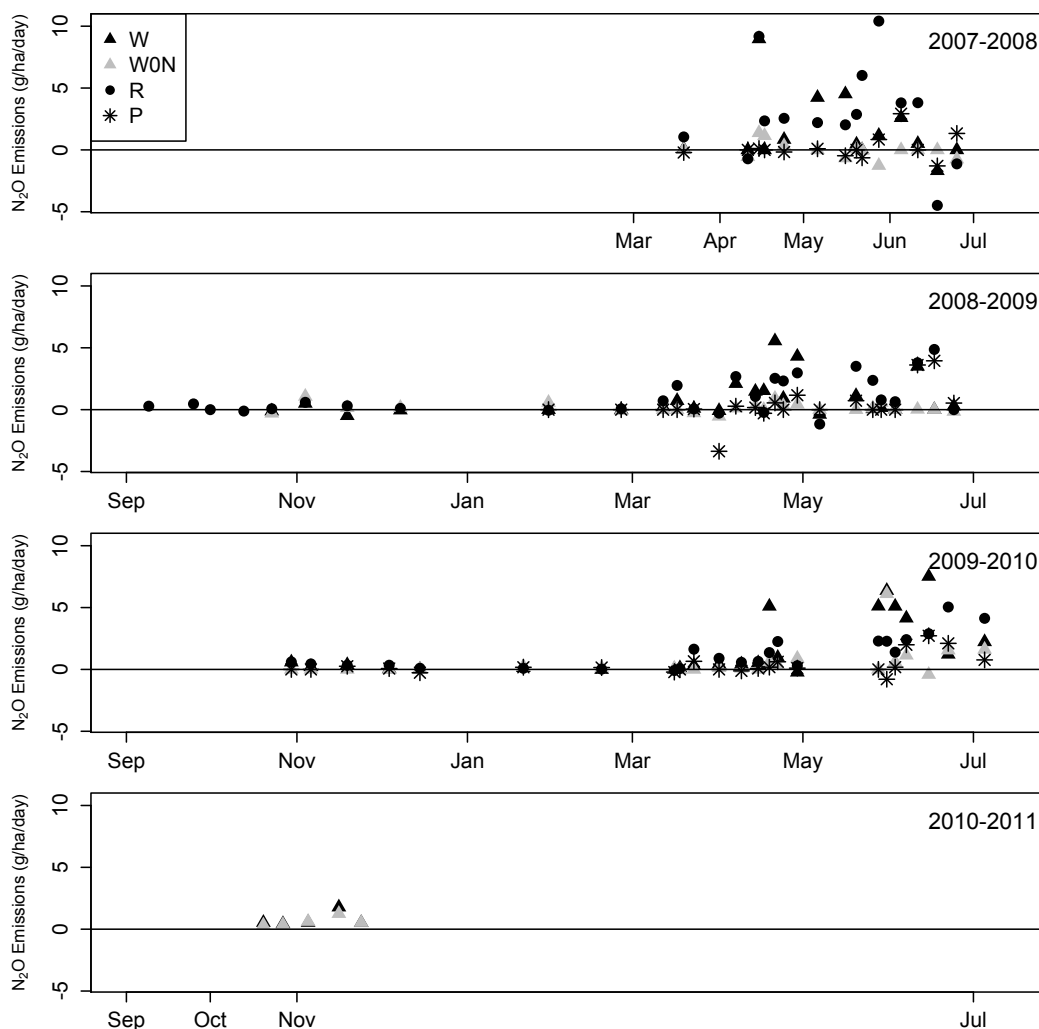 N₂O Emissions (g/ha/day)
10
5
0
-5
W
W0N
R
P
2007-2008
Mar Apr May Jun Jul
N₂O Emissions (g/ha/day)
10
5
0
-5
2008-2009
Sep Nov Jan Mar May Jul
N₂O Emissions (g/ha/day)
10
5
0
-5
2009-2010
Sep Nov Jan Mar May Jul
N₂O Emissions (g/ha/day)
10
5
0
-5
2010-2011
Sep Oct Nov Jul